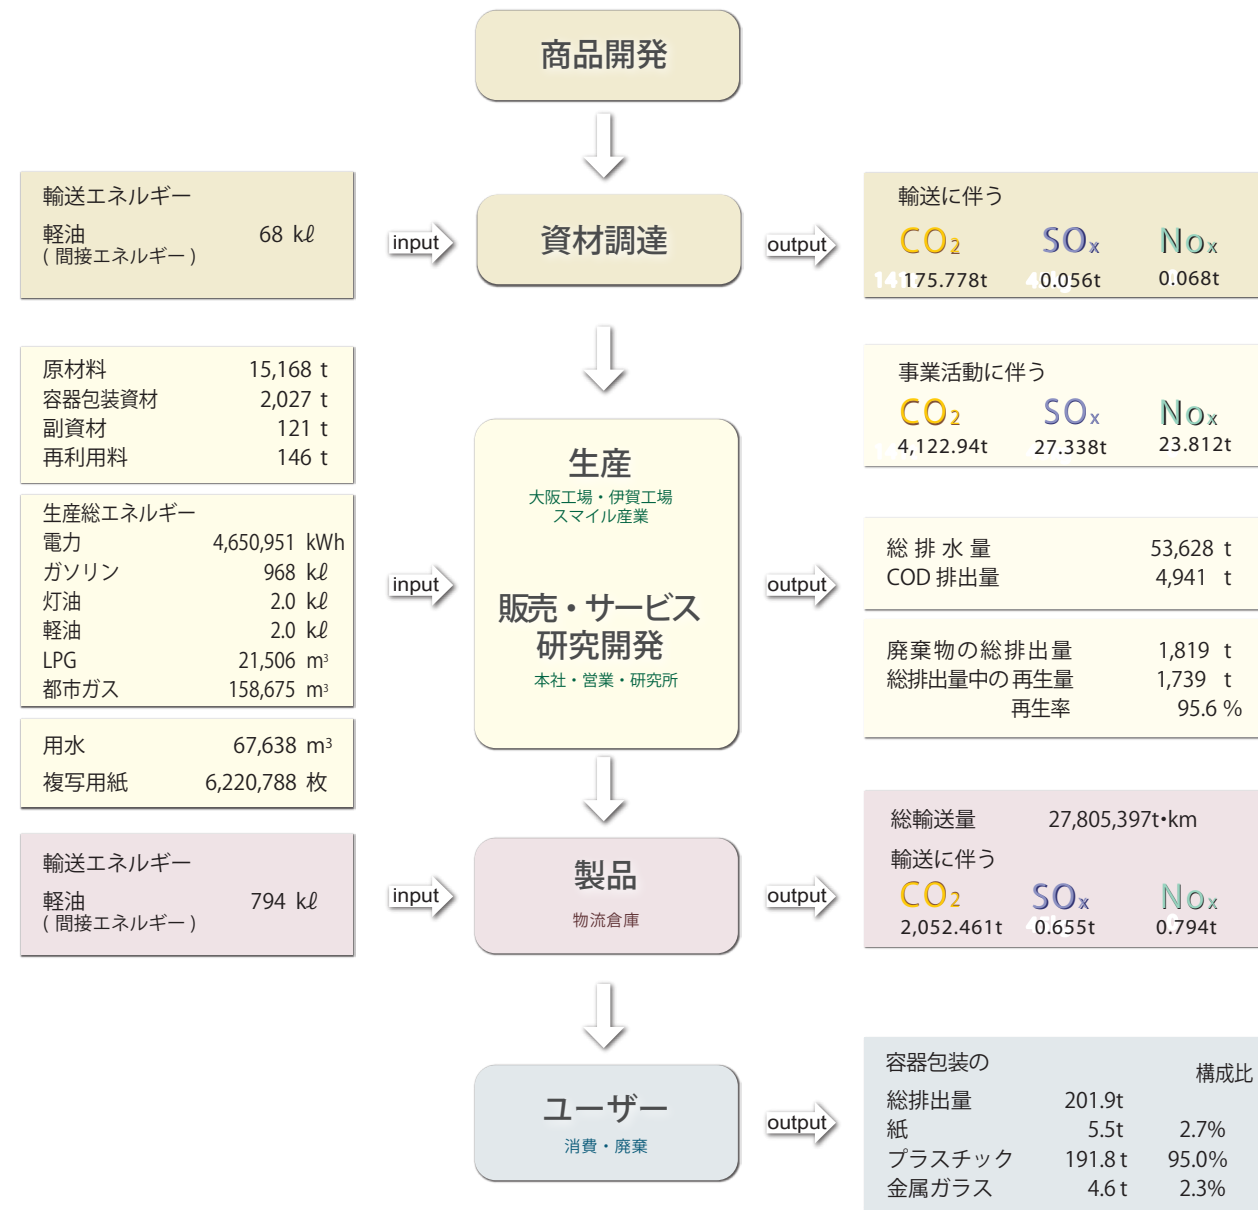 商品開発
輸送エネルギー
軽油 68 kℓ
( 間接エネルギー )
input
資材調達
output
輸送に伴う
CO2 SOx Nox
175.778t 0.056t 0.068t
原材料 15,168 t
容器包装資材 2,027 t
副資材 121 t
再利用料 146 t
生産総エネルギー
電力 4,650,951 kWh
ガソリン 968 kℓ
灯油 2.0 kℓ
軽油 2.0 kℓ
LPG 21,506 m³
都市ガス 158,675 m³
用水 67,638 m³
複写用紙 6,220,788 枚
input
生産
大阪工場・伊賀工場
スマイル産業
販売・サービス
研究開発
本社・営業・研究所
output
事業活動に伴う
CO2 SOx Nox
4,122.94t 27.338t 23.812t
総 排 水 量 53,628 t
COD 排出量 4,941 t
廃棄物の総排出量 1,819 t
総排出量中の再生量 1,739 t
再生率 95.6 %
輸送エネルギー
軽油 794 kℓ
( 間接エネルギー )
input
製品
物流倉庫
output
総輸送量 27,805,397t・km
輸送に伴う
CO2 SOx Nox
2,052.461t 0.655t 0.794t
ユーザー
消費・廃棄
output
容器包装の 構成比
総排出量 201.9t
紙 5.5t 2.7%
プラスチック 191.8 t 95.0%
金属ガラス 4.6 t 2.3%